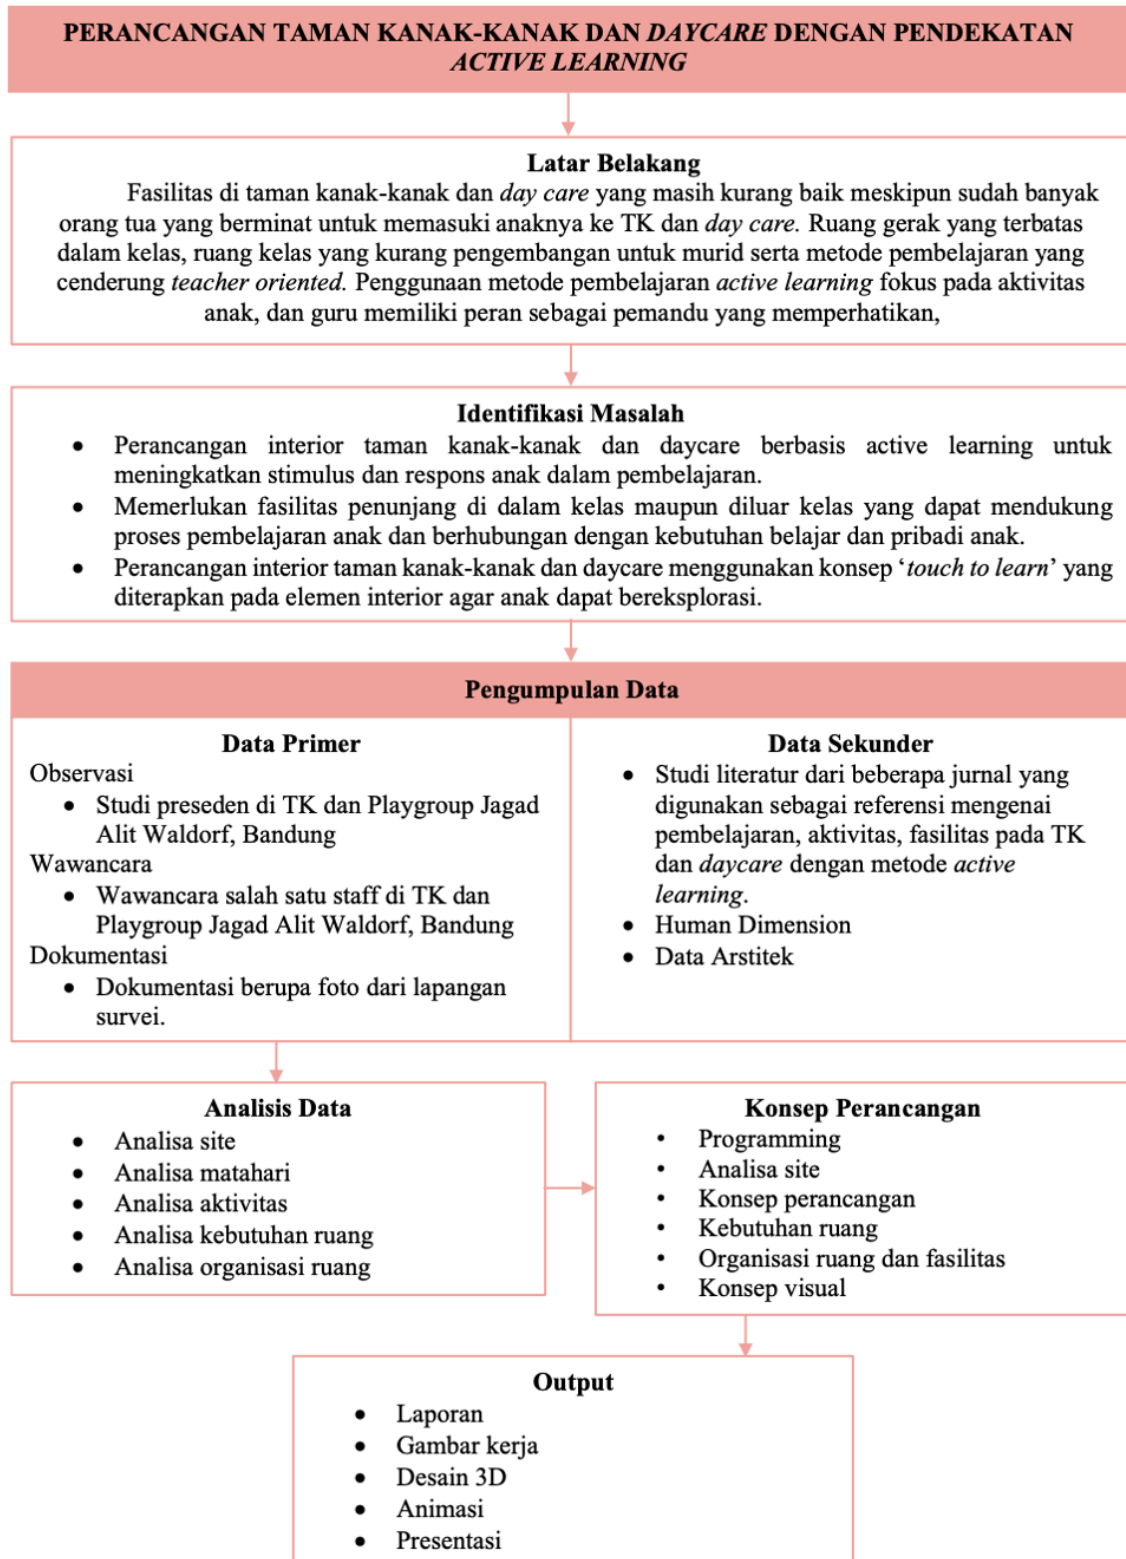 PERANCANGAN TAMAN KANAK-KANAK DAN DAYCARE DENGAN PENDEKATAN
ACTIVE LEARNING
Latar Belakang
Fasilitas di taman kanak-kanak dan day care yang masih kurang baik meskipun sudah banyak
orang tua yang berminat untuk memasuki anaknya ke TK dan day care. Ruang gerak yang terbatas
dalam kelas, ruang kelas yang kurang pengembangan untuk murid serta metode pembelajaran yang
cenderung teacher oriented. Penggunaan metode pembelajaran active learning fokus pada aktivitas
anak, dan guru memiliki peran sebagai pemandu yang memperhatikan,
Identifikasi Masalah
• Perancangan interior taman kanak-kanak dan daycare berbasis active learning untuk
meningkatkan stimulus dan respons anak dalam pembelajaran.
• Memerlukan fasilitas penunjang di dalam kelas maupun diluar kelas yang dapat mendukung
proses pembelajaran anak dan berhubungan dengan kebutuhan belajar dan pribadi anak.
• Perancangan interior taman kanak-kanak dan daycare menggunakan konsep ‘touch to learn’ yang
diterapkan pada elemen interior agar anak dapat bereksplorasi.
Pengumpulan Data
Data Primer
Observasi
• Studi preseden di TK dan Playgroup Jagad
Alit Waldorf, Bandung
Wawancara
• Wawancara salah satu staff di TK dan
Playgroup Jagad Alit Waldorf, Bandung
Dokumentasi
• Dokumentasi berupa foto dari lapangan
survei.
Data Sekunder
• Studi literatur dari beberapa jurnal yang
digunakan sebagai referensi mengenai
pembelajaran, aktivitas, fasilitas pada TK
dan daycare dengan metode active
learning.
• Human Dimension
• Data Arstitek
Analisis Data
• Analisa site
• Analisa matahari
• Analisa aktivitas
• Analisa kebutuhan ruang
• Analisa organisasi ruang
Konsep Perancangan
• Programming
• Analisa site
• Konsep perancangan
• Kebutuhan ruang
• Organisasi ruang dan fasilitas
• Konsep visual
Output
• Laporan
• Gambar kerja
• Desain 3D
• Animasi
• Presentasi